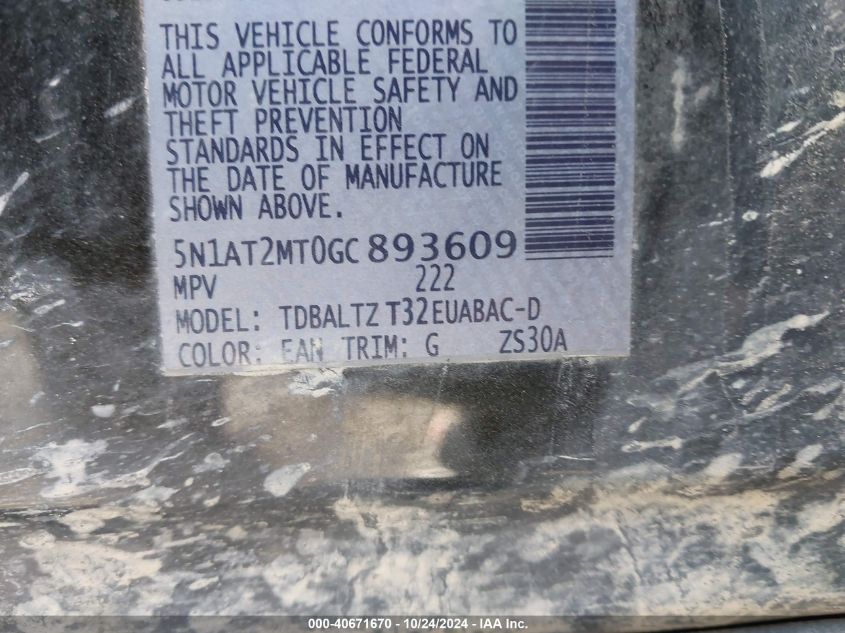 THIS VEHICLE CONFORMS TO
ALL APPLICABLE FEDERAL
MOTOR VEHICLE SAFETY AND
THEFT PREVENTION
STANDARDS IN EFFECT ON
THE DATE OF MANUFACTURE
SHOWN ABOVE.
5N1AT2MT0GC893609
MPV 222
MODEL: TDBALTZ T32EUABAC-D
COLOR: EAN TRIM: G ZS30A
000-40671670 - 10/24/2024 - IAA Inc.